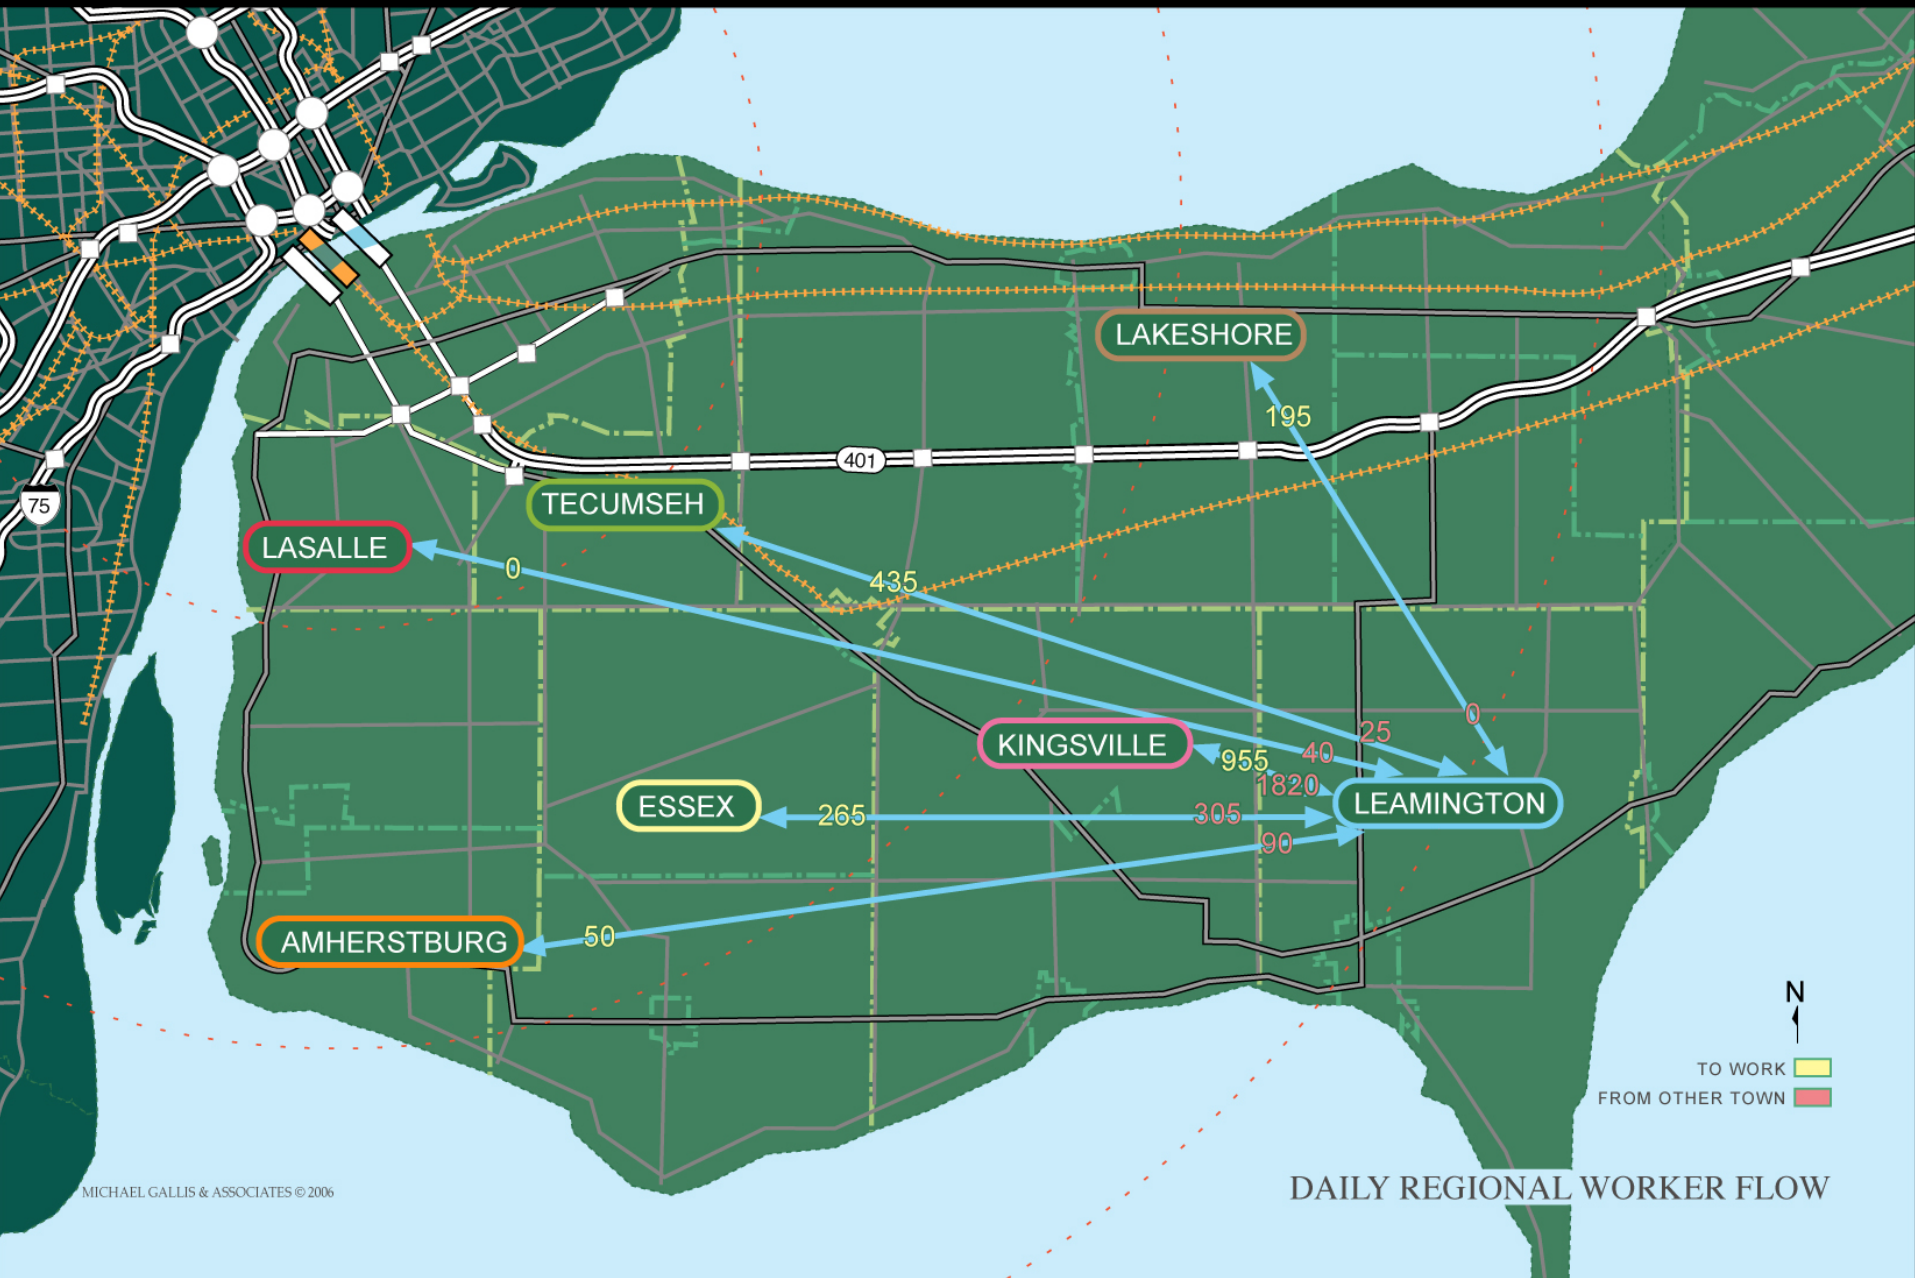 LAKESHORE
195
401
TECUMSEH
75
LASALLE
0
435
0
25
KINGSVILLE
40
955
1820
ESSEX
LEAMINGTON
265
305
90
AMHERSTBURG
50
N
TO WORK
FROM OTHER TOWN
MICHAEL GALLIS & ASSOCIATES © 2006
DAILY REGIONAL WORKER FLOW